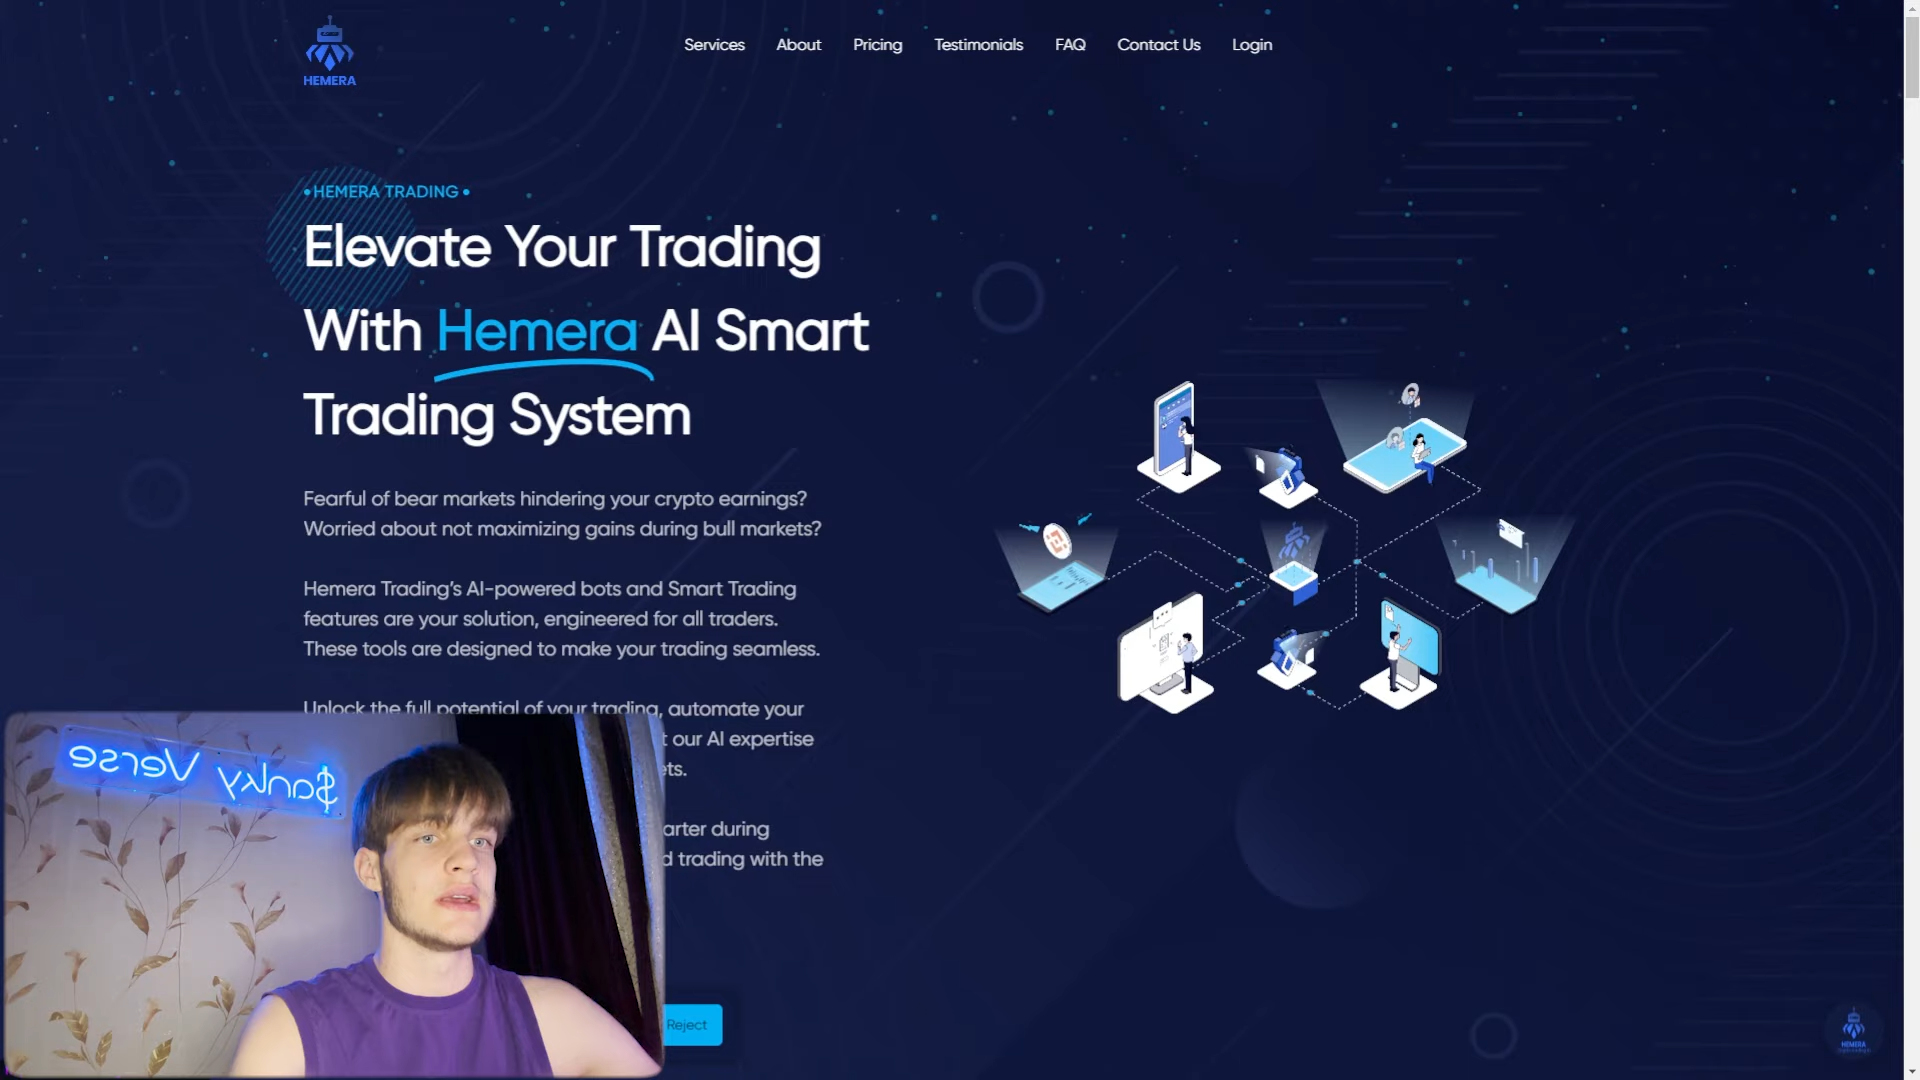 HEMERA
Services About Pricing Testimonials FAQ Contact Us Login
• HEMERA TRADING •
Elevate Your Trading
With Hemera AI Smart
Trading System
Fearful of bear markets hindering your crypto earnings?
Worried about not maximizing gains during bull markets?
Hemera Trading’s AI-powered bots and Smart Trading
features are your solution, engineered for all traders.
These tools are designed to make your trading seamless.
Unlock the full potential of your trading, automate your
our AI expertise
during
trading with the
$anky Verse
Reject
HEMERA